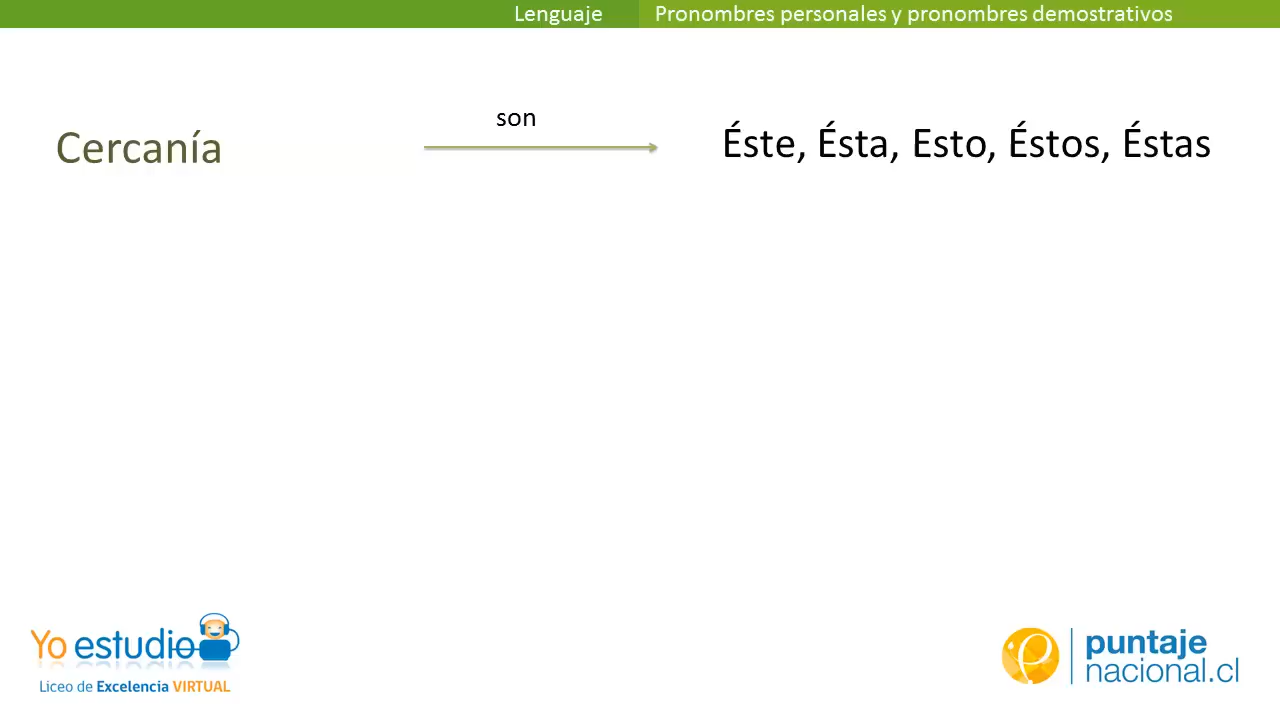 Lenguaje
Pronombres personales y pronombres demostrativos
Cercanía
son
Éste, Ésta, Esto, Éstos, Éstas
Yo estudio
Liceo de Excelencia VIRTUAL
puntaje
nacional.cl